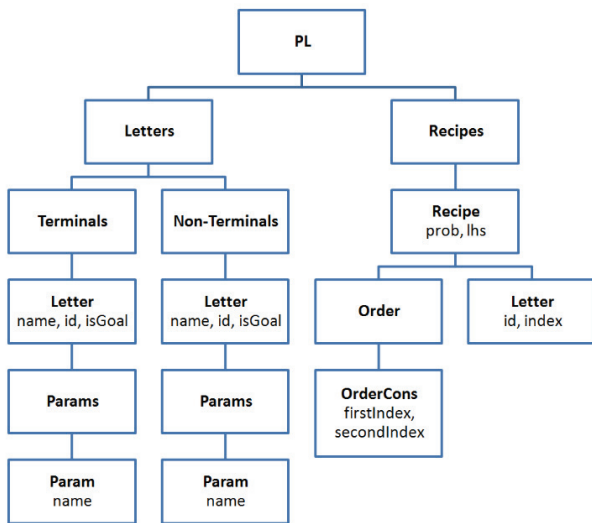 PL
Letters
Recipes
Terminals
Non-Terminals
Recipe
prob, lhs
Letter
name, id, isGoal
Letter
name, id, isGoal
Order
Letter
id, index
Params
Params
OrderCons
firstIndex,
secondIndex
Param
name
Param
name